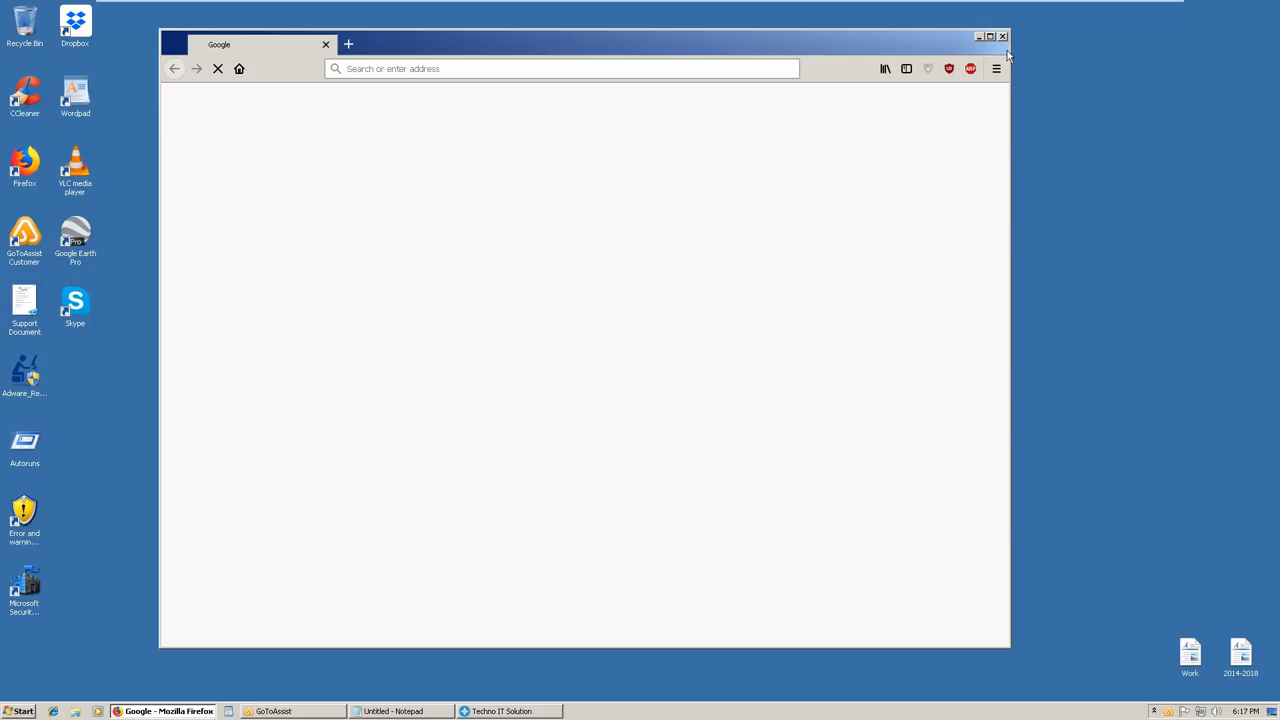 Recycle Bin
Dropbox
CCleaner
Wordpad
Firefox
VLC media
player
GoToAssist
Customer
Pro
Google Earth
Pro
Support
Document
S
Skype
Adware_Re...
Autoruns
Error and
warnin...
Microsoft
Securit...
Google
Search or enter address
ABP
Work
2014-2018
Start
Google - Mozilla Firefox
GoToAssist
Untitled - Notepad
Techno IT Solution
6:17 PM